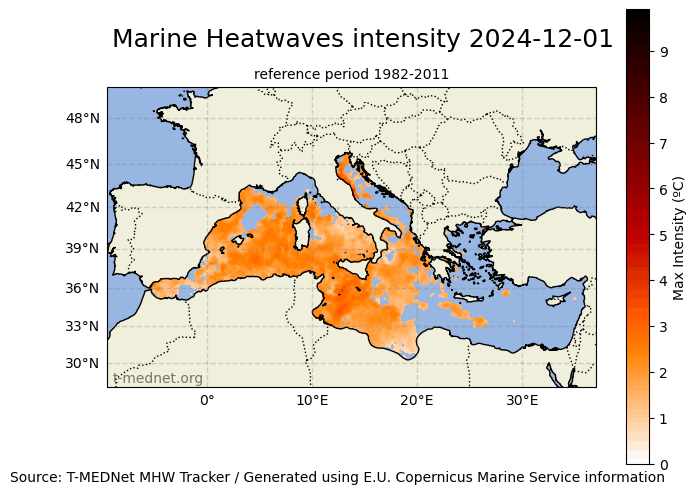 Marine Heatwaves intensity 2024-12-01
reference period 1982-2011
48°N
45°N
42°N
39°N
36°N
33°N
30°N
t-mednet.org
0°
10°E
20°E
30°E
9
8
7
6
5
4
3
2
1
0
Max Intensity (ºC)
Source: T-MEDNet MHW Tracker / Generated using E.U. Copernicus Marine Service information